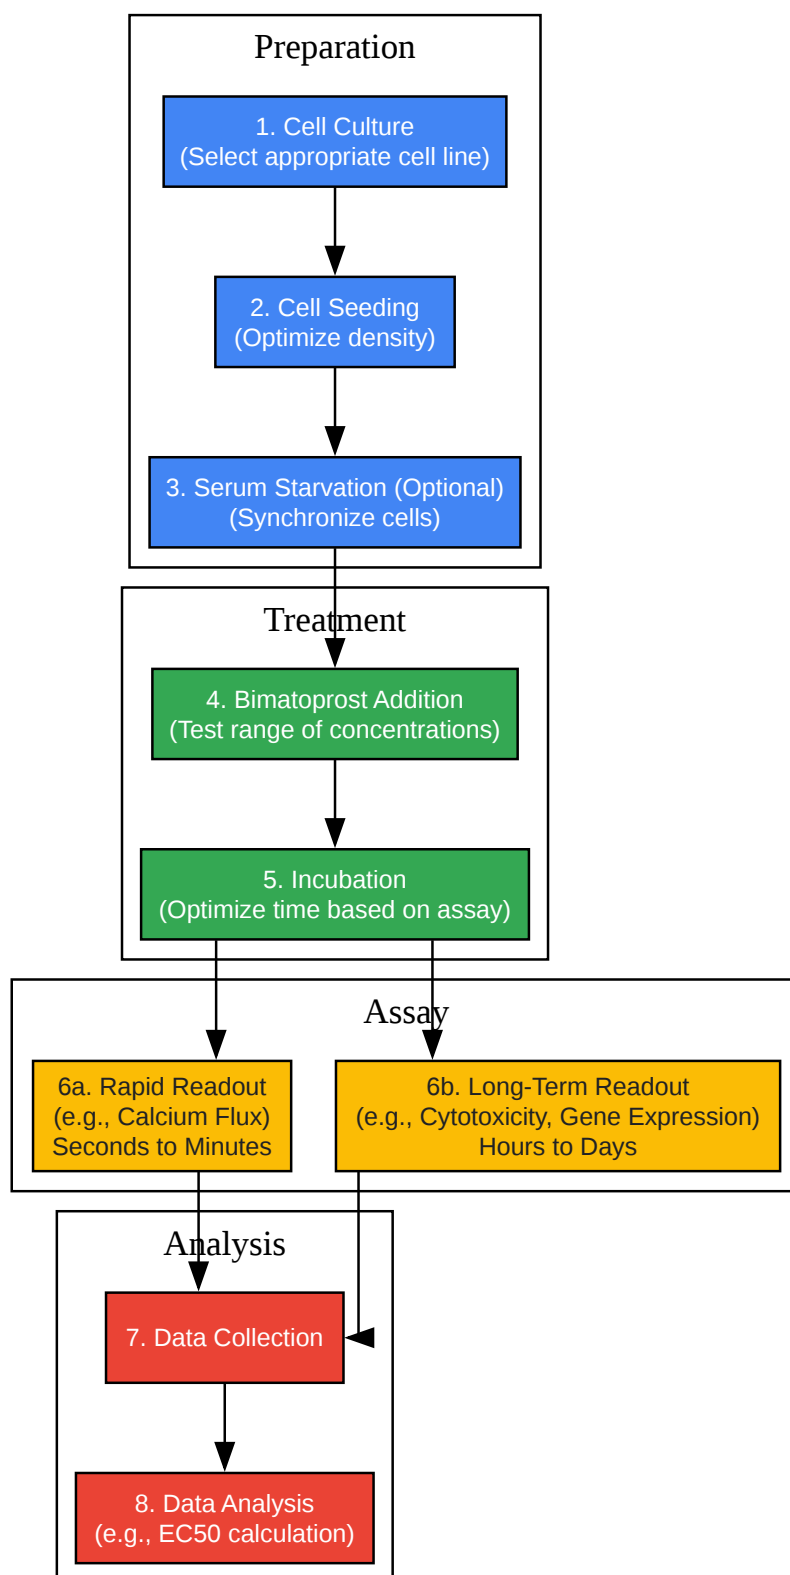 Preparation
1. Cell Culture
(Select appropriate cell line)
2. Cell Seeding
(Optimize density)
3. Serum Starvation (Optional)
(Synchronize cells)
Treatment
4. Bimatoprost Addition
(Test range of concentrations)
5. Incubation
(Optimize time based on assay)
Assay
6a. Rapid Readout
(e.g., Calcium Flux)
Seconds to Minutes
6b. Long-Term Readout
(e.g., Cytotoxicity, Gene Expression)
Hours to Days
Analysis
7. Data Collection
8. Data Analysis
(e.g., EC50 calculation)